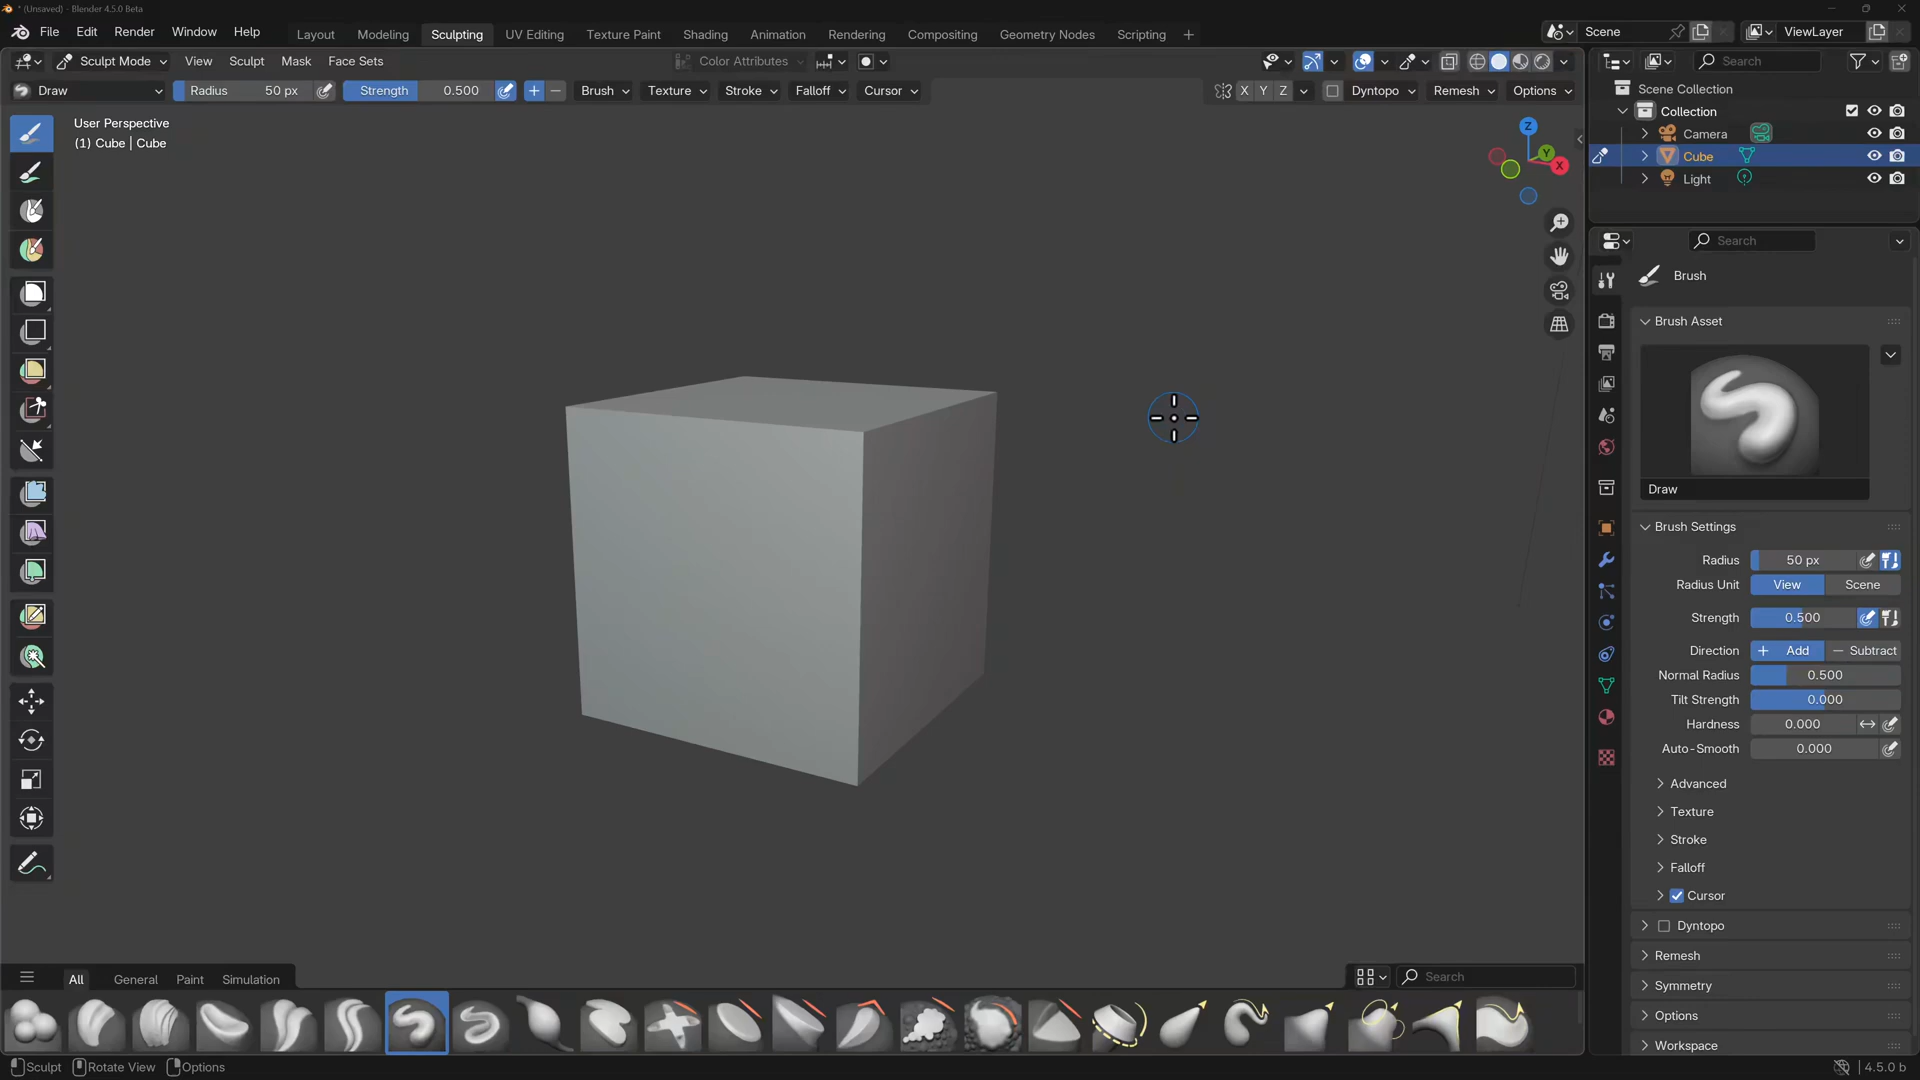 * (Unsaved) - Blender 4.5.0 Beta
File Edit Render Window Help Layout Modeling Sculpting UV Editing Texture Paint Shading Animation Rendering Compositing Geometry Nodes Scripting + Scene ViewLayer
Sculpt Mode View Sculpt Mask Face Sets Color Attributes Search
Draw Radius 50 px Strength 0.500 + − Brush Texture Stroke Falloff Cursor X Y Z Dyntopo Remesh Options
Scene Collection
Collection
Camera
Cube
Light
User Perspective
(1) Cube | Cube
Z
Y
X
Search
Brush
Brush Asset
Draw
Brush Settings
Radius 50 px
Radius Unit View Scene
Strength 0.500
Direction + Add − Subtract
Normal Radius 0.500
Tilt Strength 0.000
Hardness 0.000
Auto-Smooth 0.000
Advanced
Texture
Stroke
Falloff
Cursor
Dyntopo
Remesh
Symmetry
Options
Workspace
All General Paint Simulation Search
Sculpt Rotate View Options 4.5.0 b